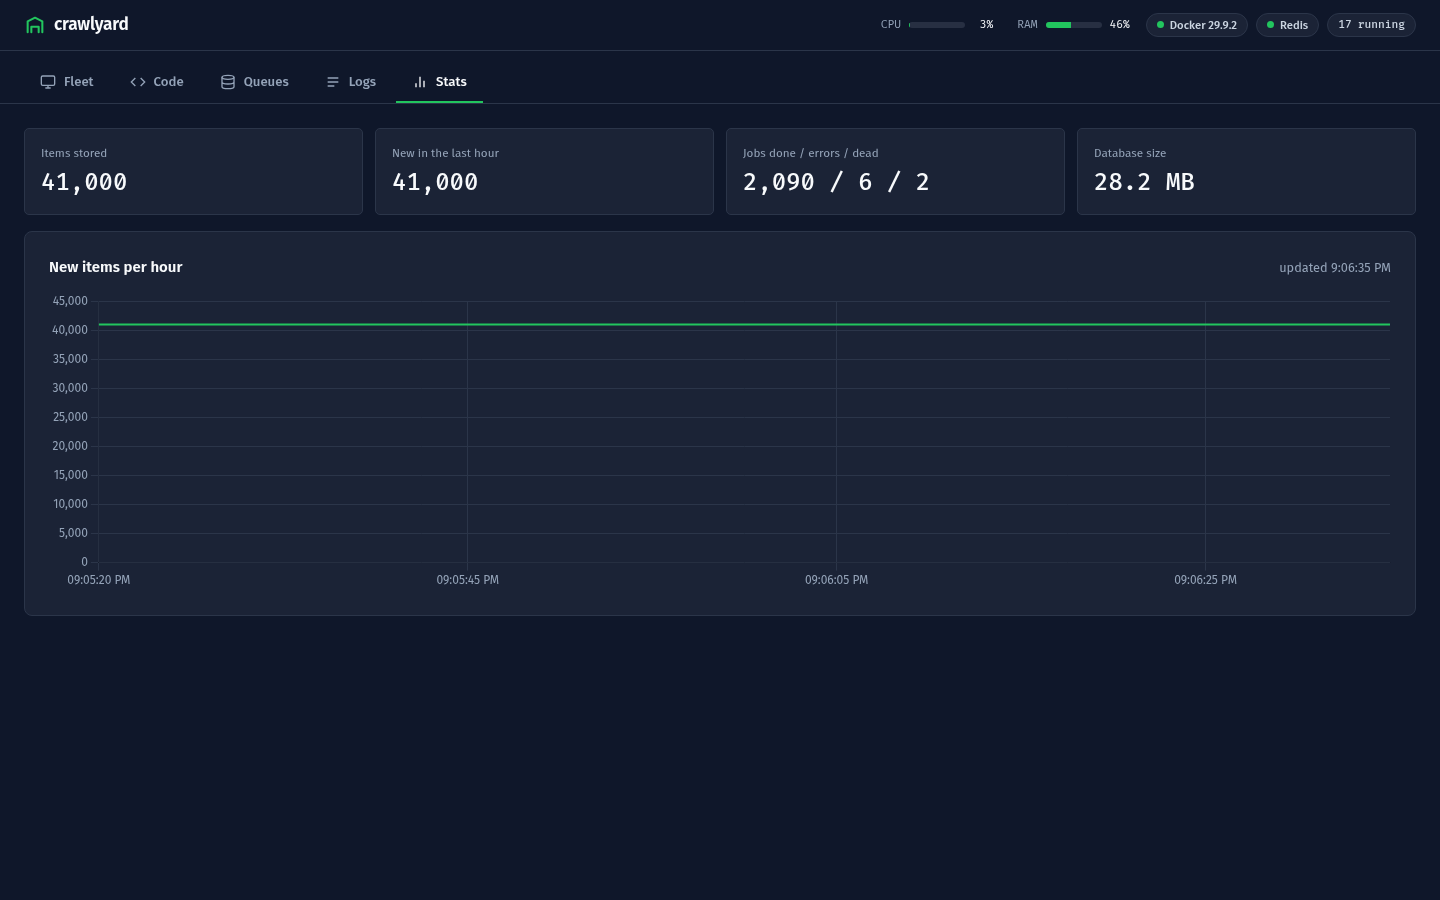 crawlyard
CPU 3% RAM 46% Docker 29.9.2 Redis 17 running
Fleet Code Queues Logs Stats
Items stored
41,000
New in the last hour
41,000
Jobs done / errors / dead
2,090 / 6 / 2
Database size
28.2 MB
New items per hour
updated 9:06:35 PM
45,000
40,000
35,000
30,000
25,000
20,000
15,000
10,000
5,000
0
09:05:20 PM 09:05:45 PM 09:06:05 PM 09:06:25 PM